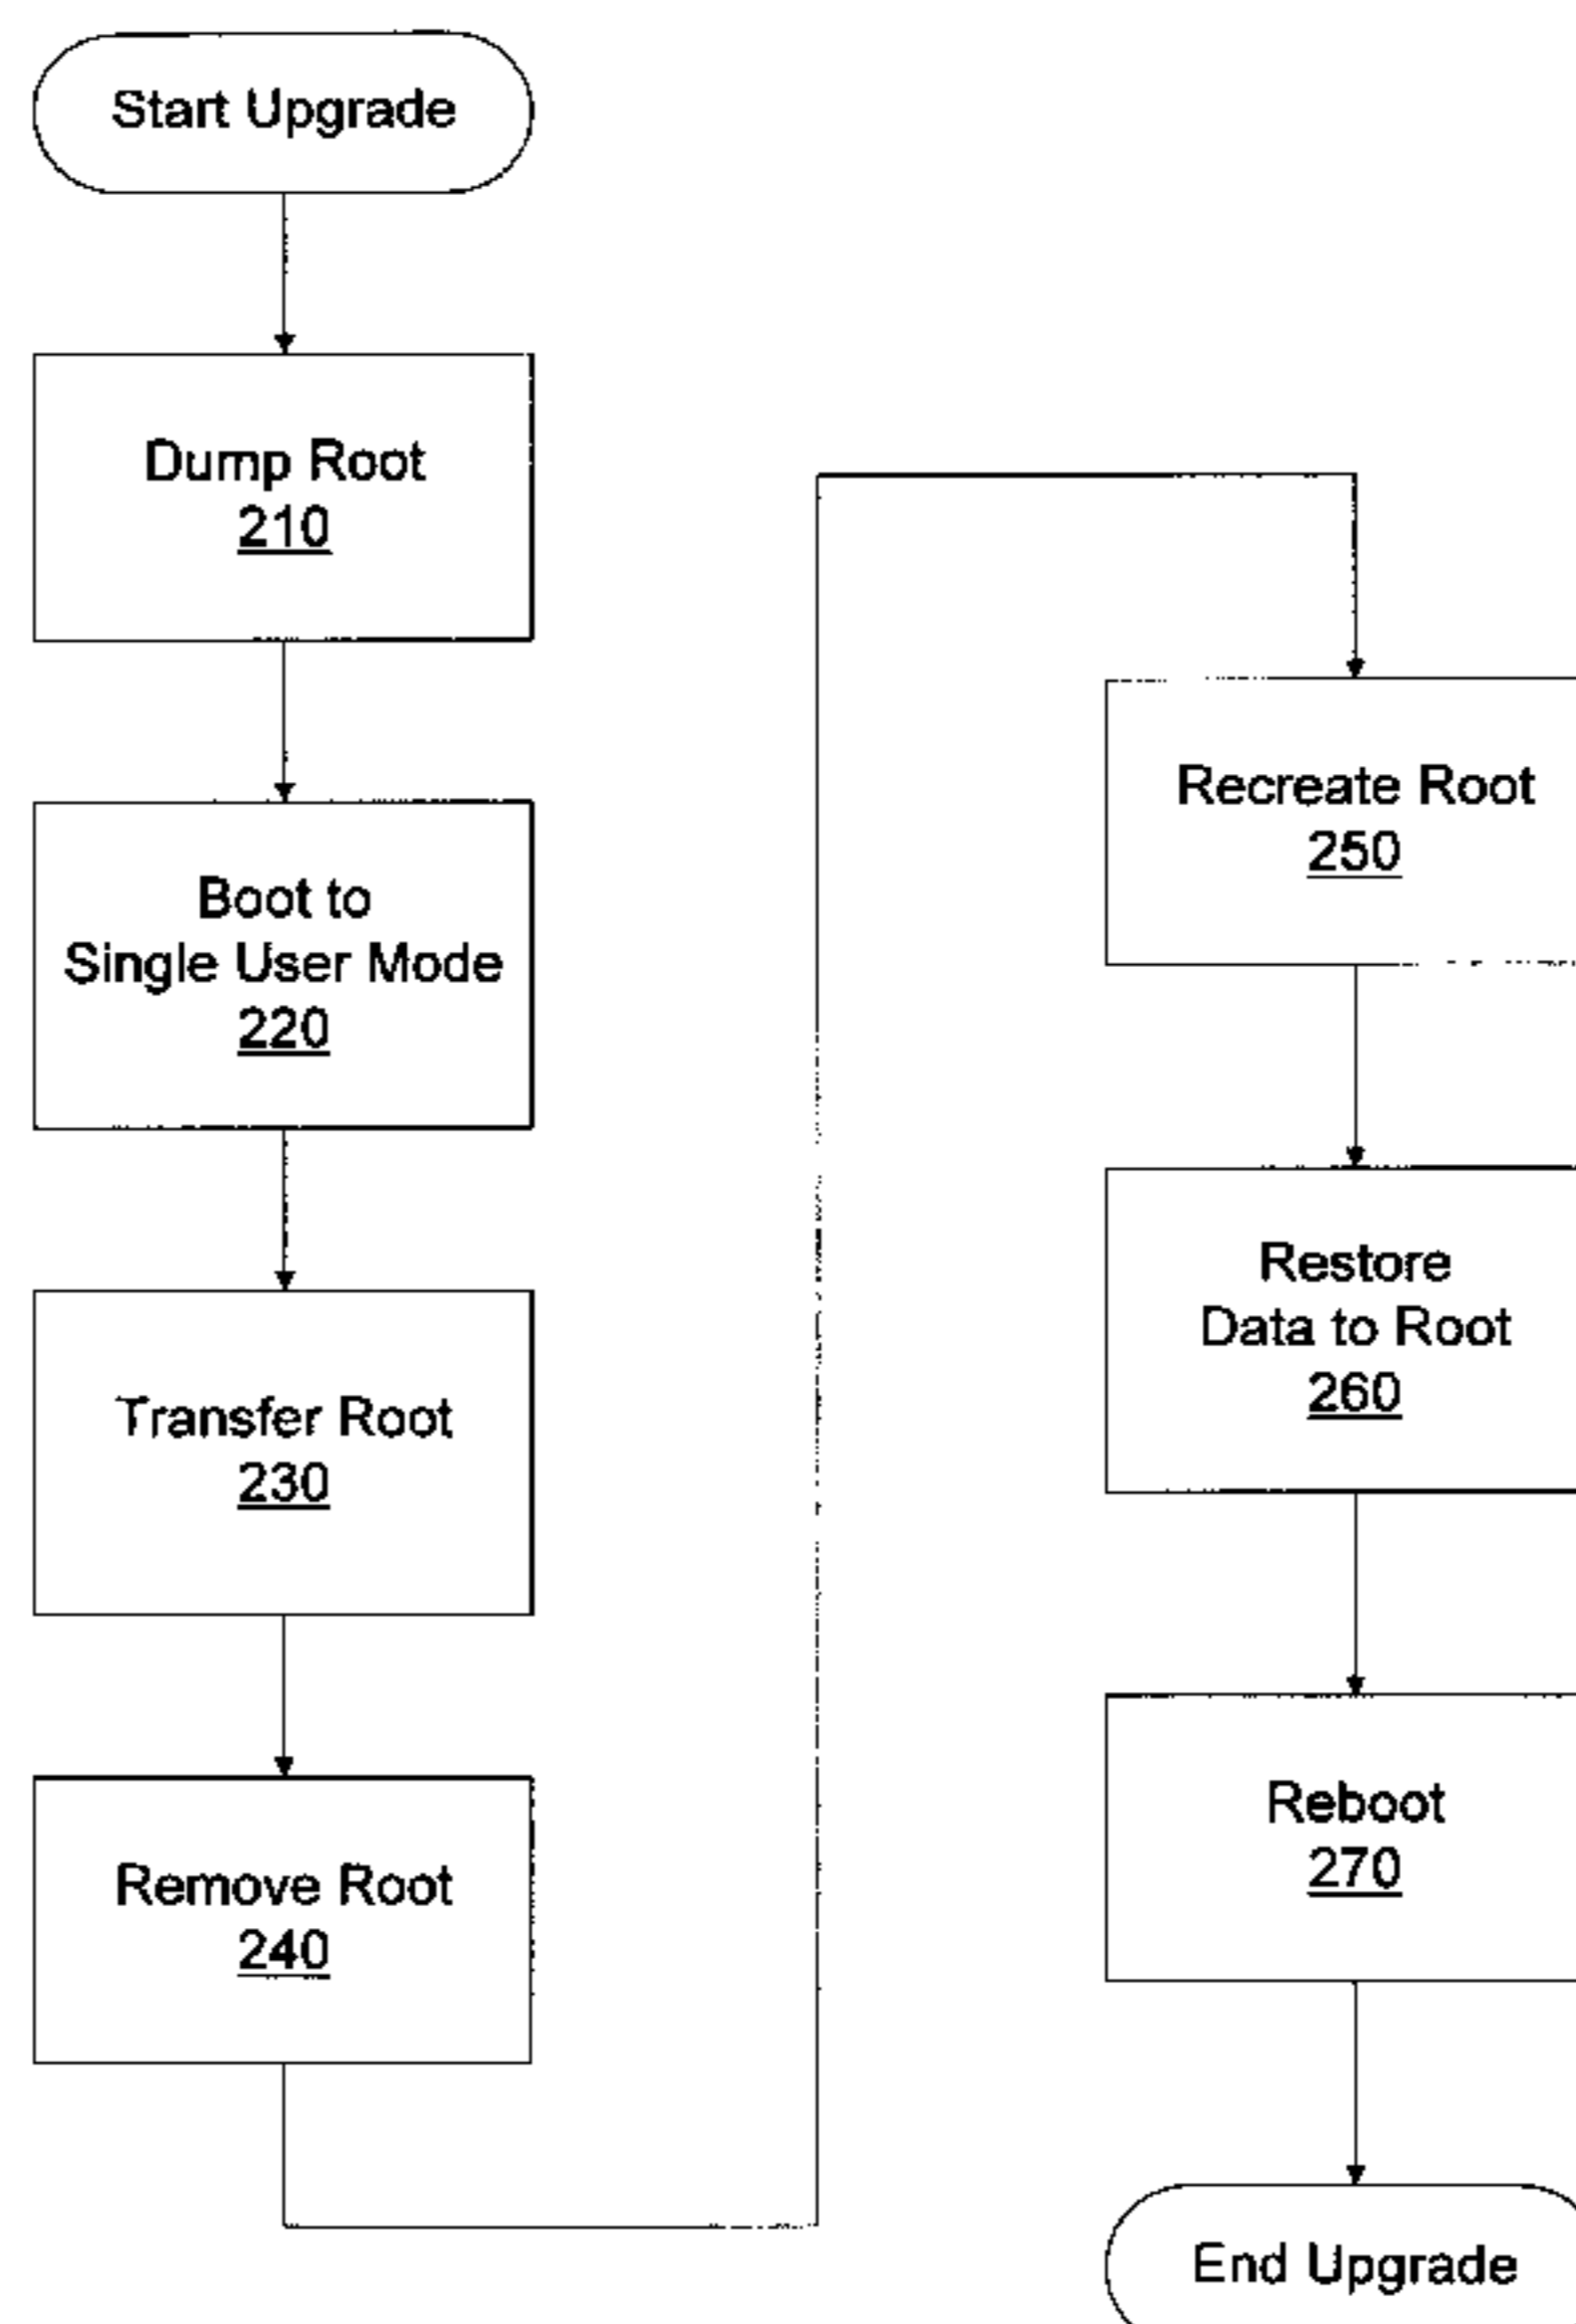 Start Upgrade
Dump Root
210
Boot to
Single User Mode
220
Transfer Root
230
Remove Root
240
Recreate Root
250
Restore
Data to Root
260
Reboot
270
End Upgrade